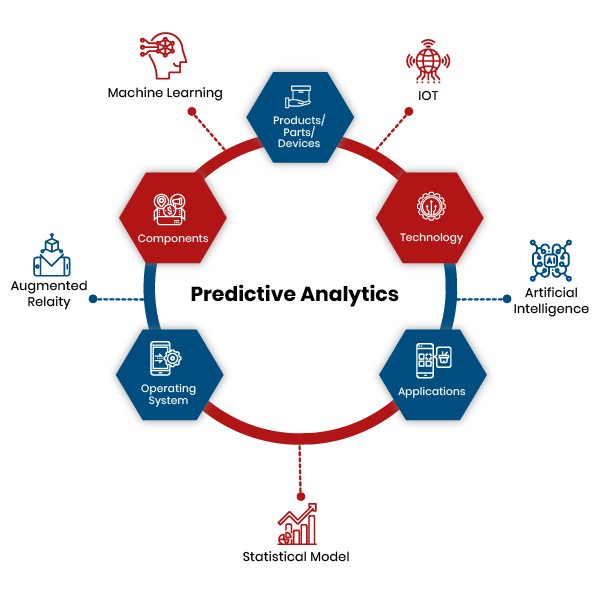 Machine Learning
IOT
Products/
Parts/
Devices
Components
Technology
Augmented
Relaity
Predictive Analytics
AI
Artificial
Intelligence
Operating
System
Applications
Statistical Model